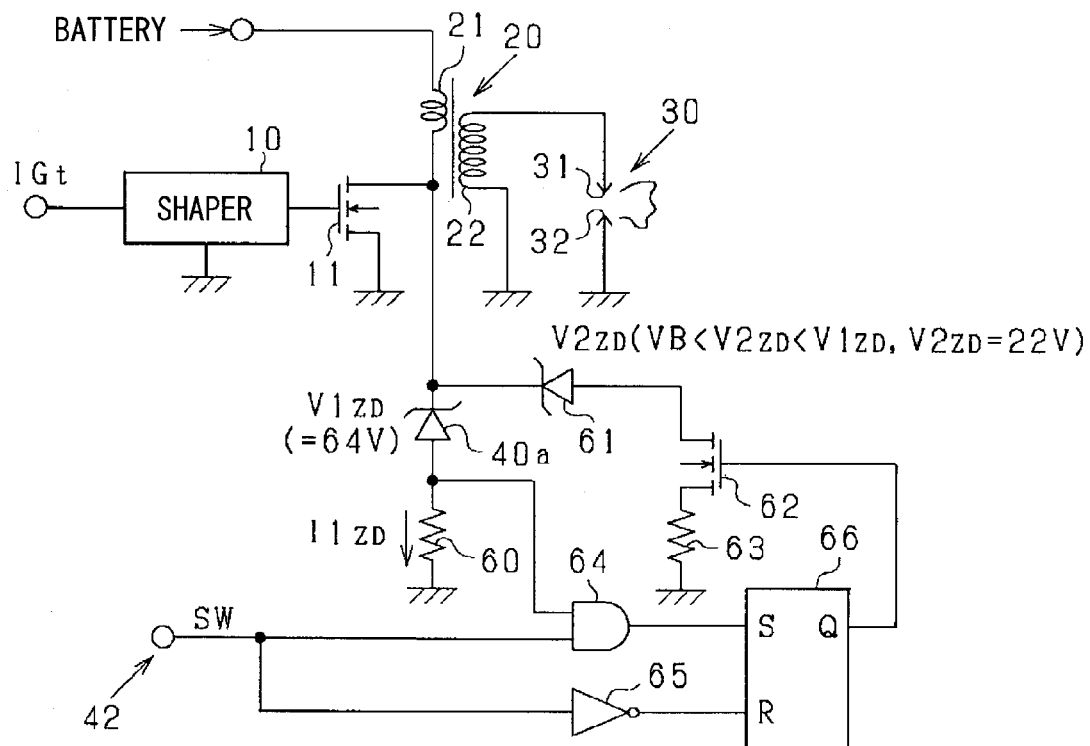 BATTERY
21
20
30
10
IGt
SHAPER
31
32
22
11
V2ZD(VB<V2ZD<V1ZD, V2ZD=22V)
V1ZD
(=64V)
40a
61
62
I1ZD
60
63
64
66
SW
S Q
65
R
42